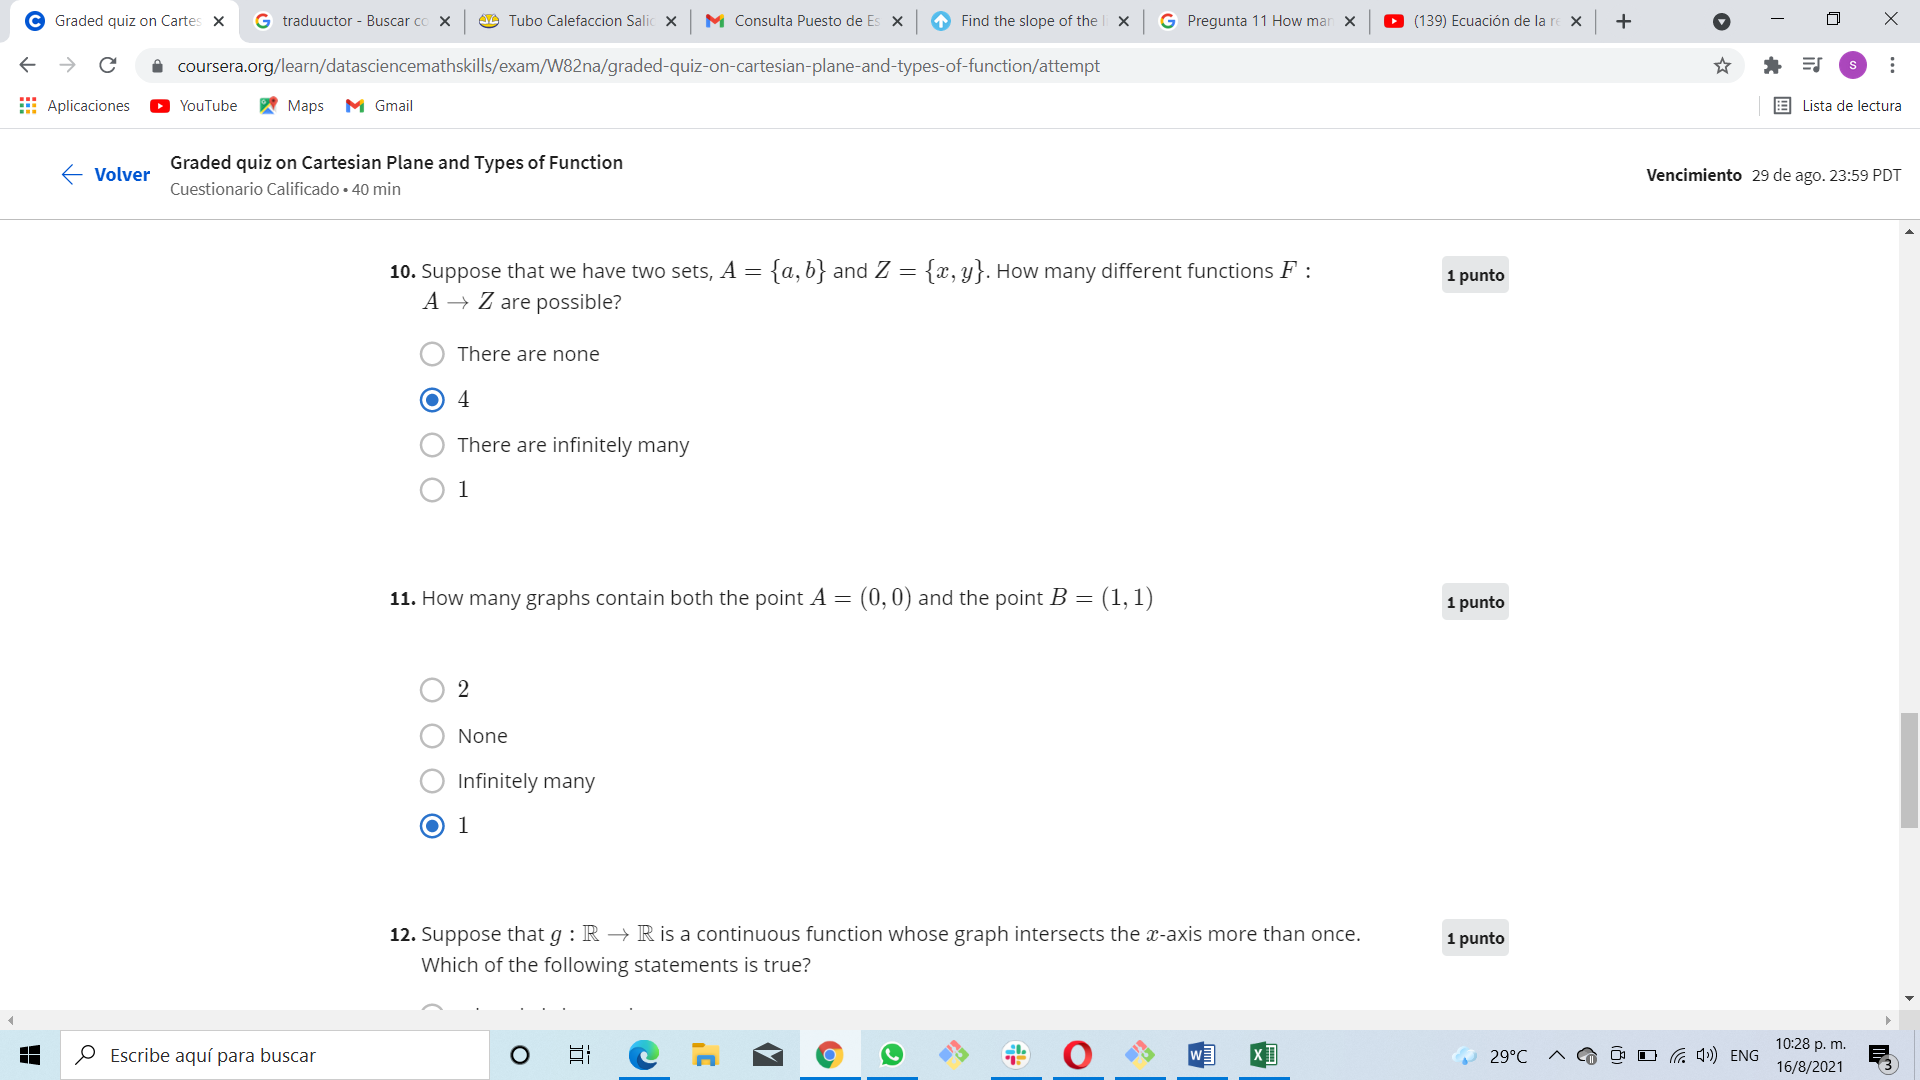 Graded quiz on Cartes
traduuctor - Buscar co
Tubo Calefaccion Salic
Consulta Puesto de Es
Find the slope of the li
Pregunta 11 How man
(139) Ecuación de la re
coursera.org/learn/datasciencemathskills/exam/W82na/graded-quiz-on-cartesian-plane-and-types-of-function/attempt
s
Aplicaciones
YouTube
Maps
Gmail
Lista de lectura
Volver
Graded quiz on Cartesian Plane and Types of Function
Cuestionario Calificado • 40 min
Vencimiento 29 de ago. 23:59 PDT
10. Suppose that we have two sets, A = {a, b} and Z = {x, y}. How many different functions F :
A → Z are possible?
1 punto
There are none
4
There are infinitely many
1
11. How many graphs contain both the point A = (0, 0) and the point B = (1, 1)
1 punto
2
None
Infinitely many
1
12. Suppose that g : ℝ → ℝ is a continuous function whose graph intersects the x-axis more than once.
Which of the following statements is true?
1 punto
Escribe aquí para buscar
29°C
ENG
10:28 p. m.
16/8/2021
3